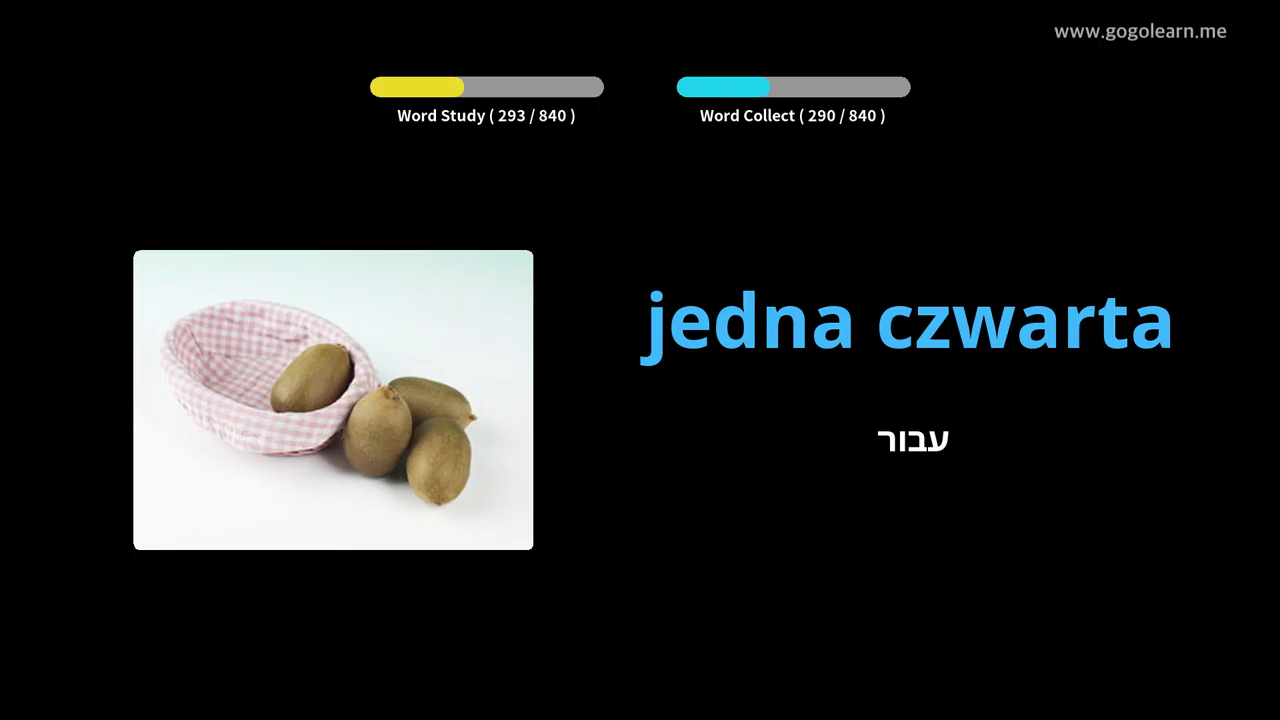 www.gogolearn.me
Word Study ( 293 / 840 )
Word Collect ( 290 / 840 )
jedna czwarta
עבור